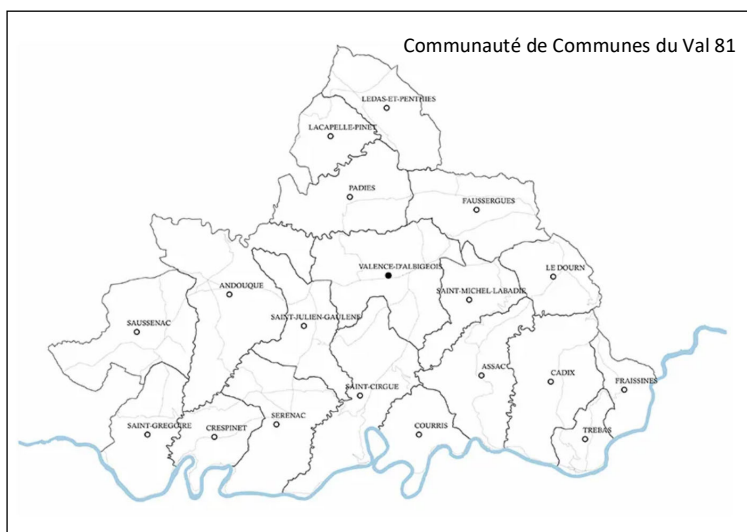 Communauté de Communes du Val 81
LEDAS-ET-PENTHIES
LACAPELLE-PINET
PADIES
FAUSSERGUES
VALENCE-D'ALBIGEOIS
LE DOURN
ANDOUQUE
SAINT-MICHEL-LABADIE
SAINT-JULIEN-GAULENE
SAUSSENAC
ASSAC
CADIX
FRAISSINES
SAINT-CIRGUE
SAINT-GREGOIRE
CRESPINET
SERENAC
COURRIS
TREBAS